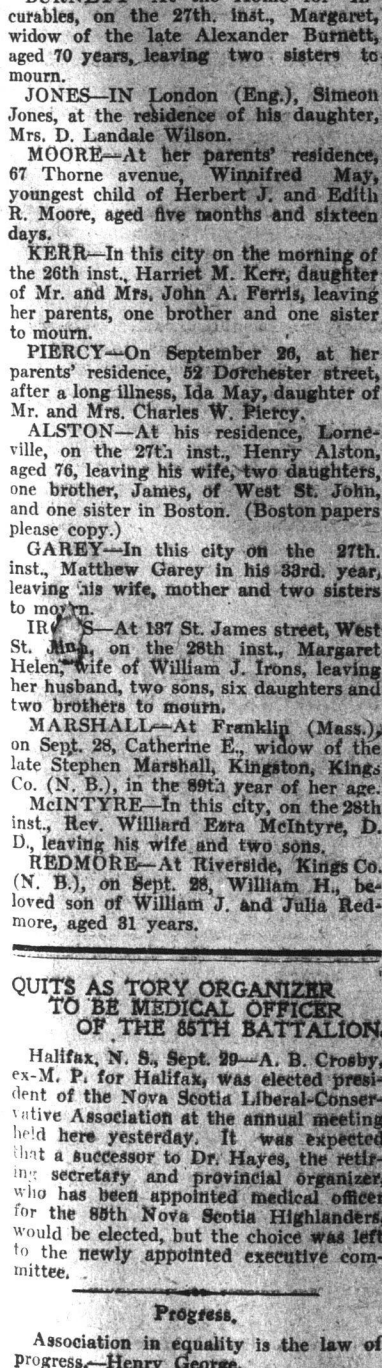 curables, on the 27th. inst., Margaret,
widow of the late Alexander Burnett,
aged 70 years, leaving two sisters to
mourn.
JONES—IN London (Eng.), Simeon
Jones, at the residence of his daughter,
Mrs. D. Landale Wilson.
MOORE—At her parents' residence,
67 Thorne avenue, Winnifred May,
youngest child of Herbert J. and Edith
R. Moore, aged five months and sixteen
days.
KERR—In this city on the morning of
the 26th inst., Harriet M. Kerr, daughter
of Mr. and Mrs. John A. Ferris, leaving
her parents, one brother and one sister
to mourn.
PIERCY—On September 26, at her
parents' residence, 52 Dorchester street,
after a long illness, Ida May, daughter of
Mr. and Mrs. Charles W. Piercy.
ALSTON—At his residence, Lorne-
ville, on the 27th inst., Henry Alston,
aged 76, leaving his wife, two daughters,
one brother, James, of West St. John,
and one sister in Boston. (Boston papers
please copy.)
GAREY—In this city on the 27th.
inst., Matthew Garey in his 33rd. year,
leaving his wife, mother and two sisters
to mourn.
—At 137 St. James street, West
St. on the 28th inst., Margaret
Helen, wife of William J. Irons, leaving
her husband, two sons, six daughters and
two brothers to mourn.
MARSHALL—At Franklin (Mass.),
on Sept. 28, Catherine E., widow of the
late Stephen Marshall, Kingston, Kings
Co. (N. B.), in the 89th year of her age.
McINTYRE—In this city, on the 28th
inst., Rev. Williard Ezra McIntyre, D.
D., leaving his wife and two sons.
REDMORE—At Riverside, Kings Co.
(N. B.), on Sept. 28, William H., be-
loved son of William J. and Julia Red-
more, aged 31 years.
QUITS AS TORY ORGANIZER
TO BE MEDICAL OFFICER
OF THE 85TH BATTALION
Halifax, N. S., Sept. 29—A. B. Crosby,
ex-M. P. for Halifax, was elected presi-
dent of the Nova Scotia Liberal-Conser-
vative Association at the annual meeting
held here yesterday. It was expected
that a successor to Dr. Hayes, the retir-
ing secretary and provincial organizer,
who has been appointed medical officer
for the 85th Nova Scotia Highlanders,
would be elected, but the choice was left
to the newly appointed executive com-
mittee.
Progress.
Association in equality is the law of
progress.—Henry George.